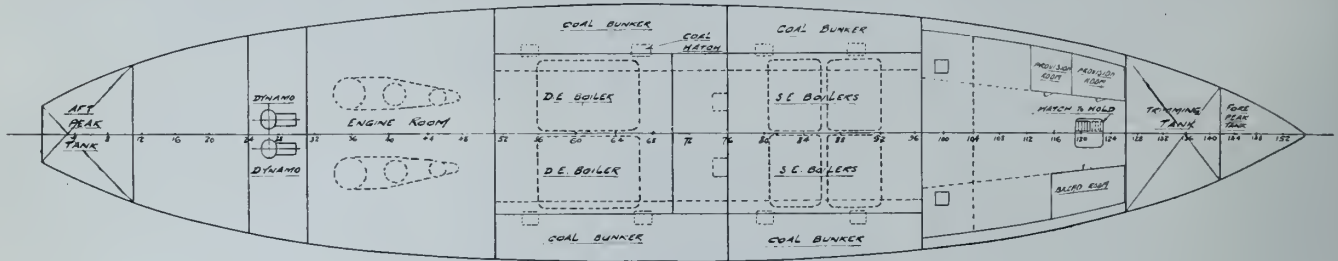 COAL BUNKER
COAL BUNKER
COAL
HATCH
PROVISION
ROOM
PROVISION
ROOM
DYNAMO
D.E. BOILER
S.E. BOILERS
HATCH TO HOLD
AFT
PEAK
TANK
ENGINE ROOM
TRIMMING
TANK
FORE
PEAK
TANK
8 12 16 20 24 28 32 36 40 44 48 52 56 60 64 68 72 76 80 84 88 92 96 100 104 108 112 116 120 124 128 132 136 140 144 148 152
DYNAMO
D.E. BOILER
S.E. BOILERS
BREAD ROOM
COAL BUNKER
COAL BUNKER